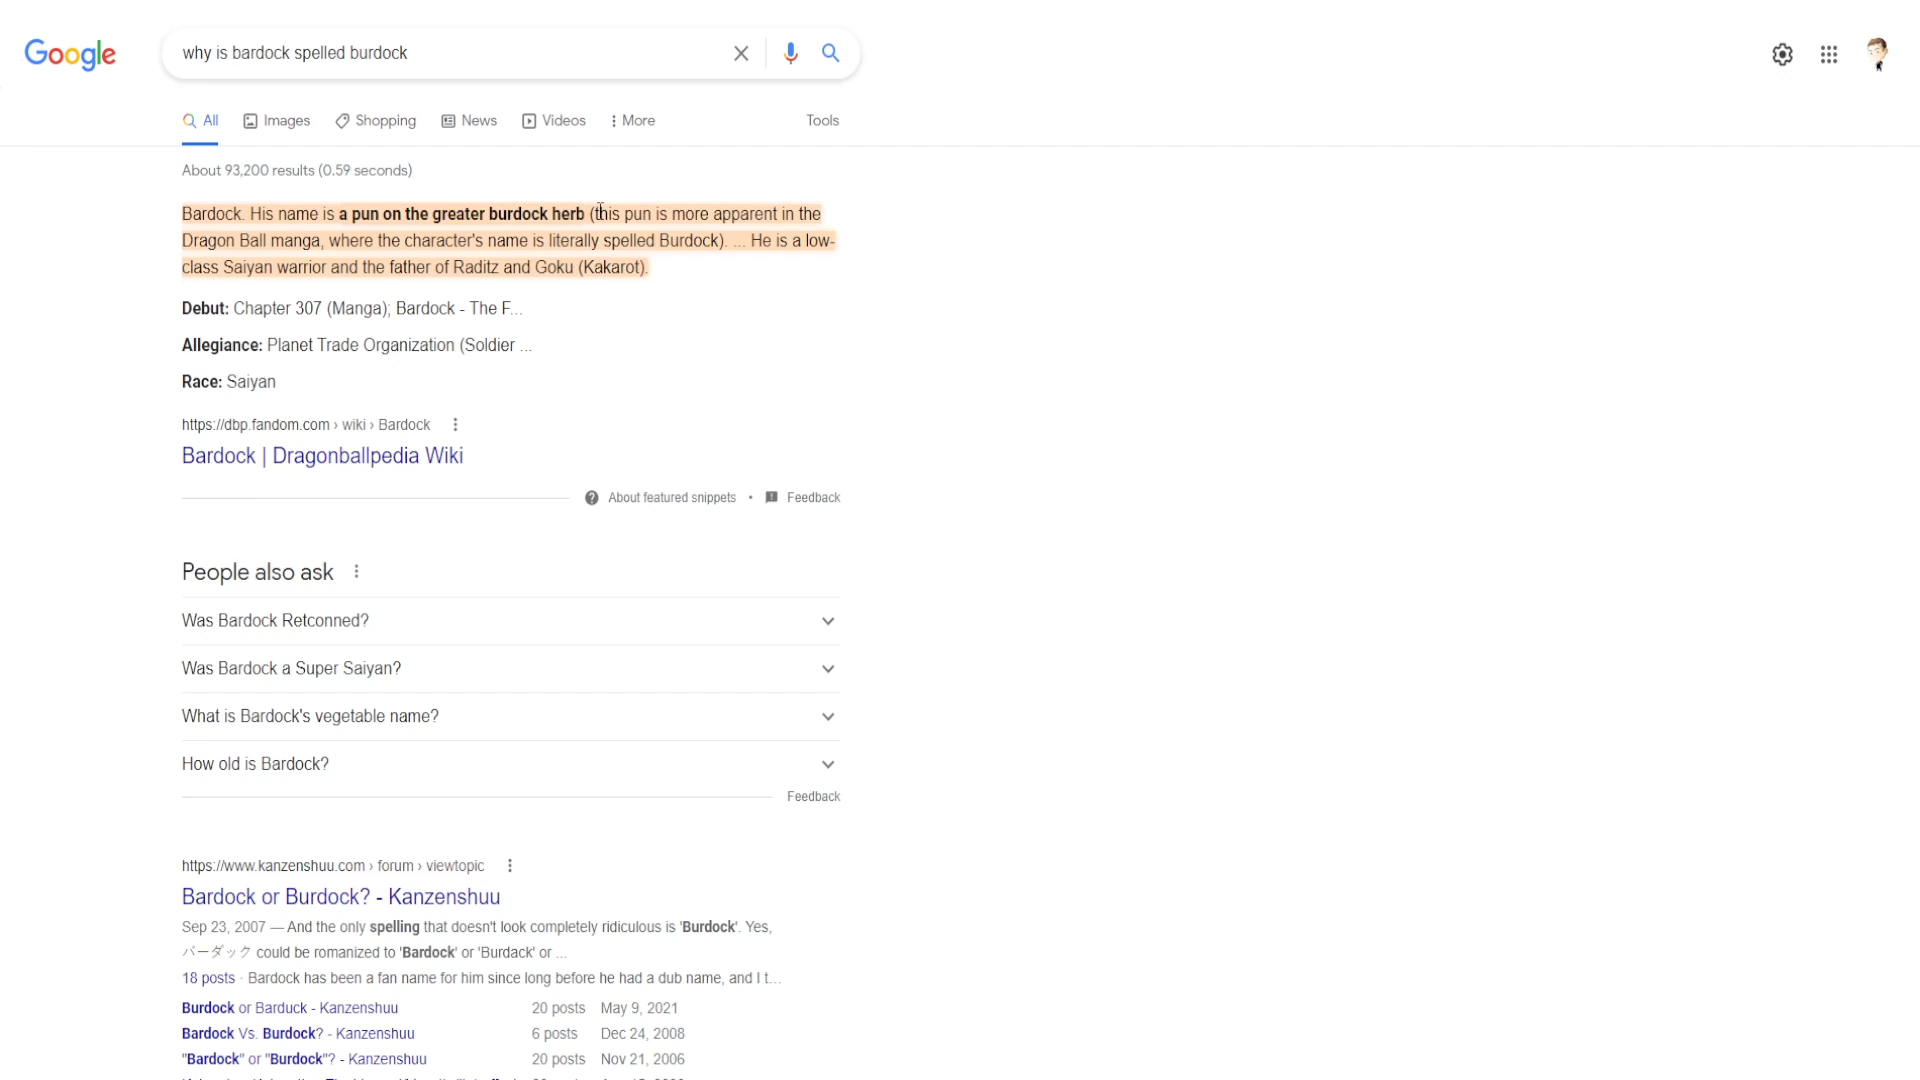 Google
why is bardock spelled burdock
All Images Shopping News Videos More Tools
About 93,200 results (0.59 seconds)
Bardock. His name is a pun on the greater burdock herb (this pun is more apparent in the
Dragon Ball manga, where the character's name is literally spelled Burdock). ... He is a low-
class Saiyan warrior and the father of Raditz and Goku (Kakarot).
Debut: Chapter 307 (Manga); Bardock - The F...
Allegiance: Planet Trade Organization (Soldier ...
Race: Saiyan
https://dbp.fandom.com › wiki › Bardock
Bardock | Dragonballpedia Wiki
About featured snippets • Feedback
People also ask
Was Bardock Retconned?
Was Bardock a Super Saiyan?
What is Bardock's vegetable name?
How old is Bardock?
Feedback
https://www.kanzenshuu.com › forum › viewtopic
Bardock or Burdock? - Kanzenshuu
Sep 23, 2007 — And the only spelling that doesn't look completely ridiculous is 'Burdock'. Yes,
バーダック could be romanized to 'Bardock' or 'Burdack' or ...
18 posts · Bardock has been a fan name for him since long before he had a dub name, and I t...
Burdock or Barduck - Kanzenshuu 20 posts May 9, 2021
Bardock Vs. Burdock? - Kanzenshuu 6 posts Dec 24, 2008
"Bardock" or "Burdock"? - Kanzenshuu 20 posts Nov 21, 2006